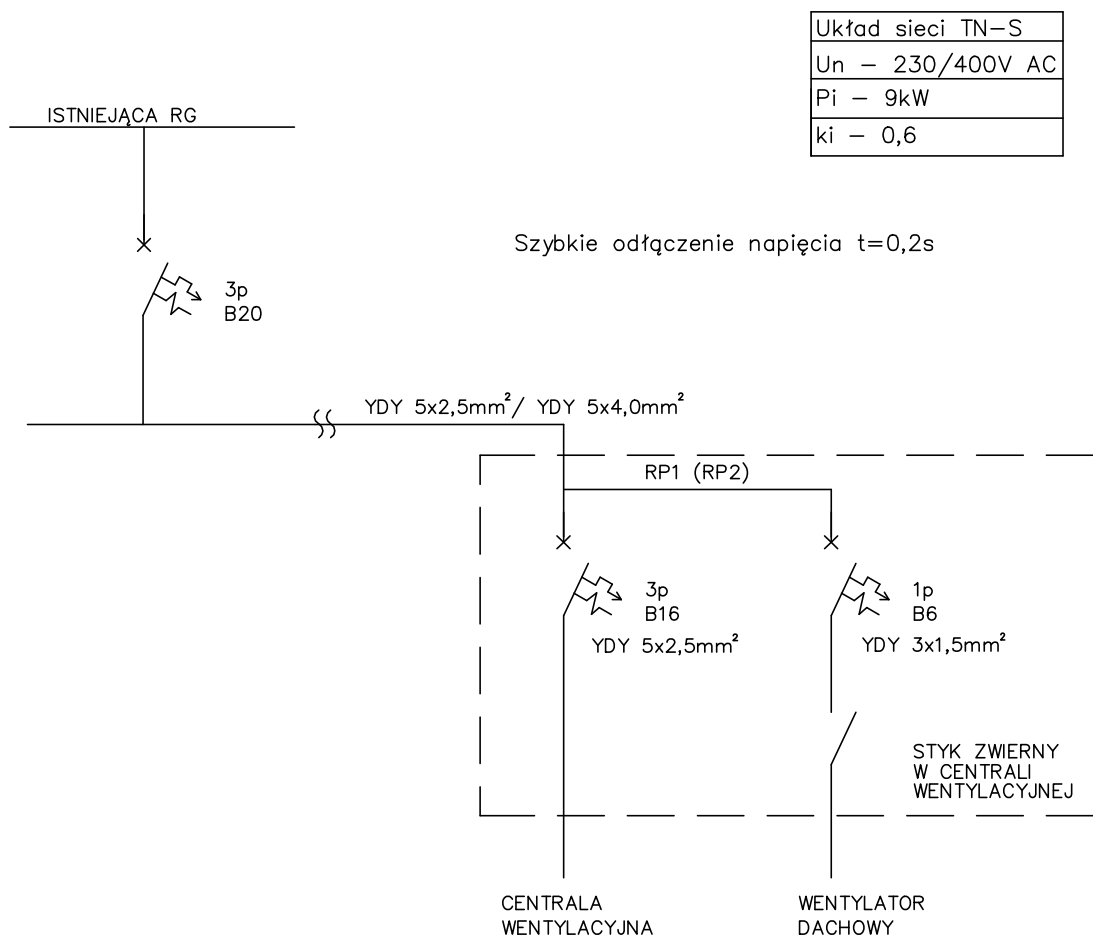 Układ sieci TN-S
Un - 230/400V AC
Pi - 9kW
ki - 0,6
ISTNIEJĄCA RG
Szybkie odłączenie napięcia t=0,2s
3p
B20
YDY 5x2,5mm²/ YDY 5x4,0mm²
RP1 (RP2)
3p
B16
YDY 5x2,5mm²
1p
B6
YDY 3x1,5mm²
STYK ZWIERNY
W CENTRALI
WENTYLACYJNEJ
CENTRALA
WENTYLACYJNA
WENTYLATOR
DACHOWY